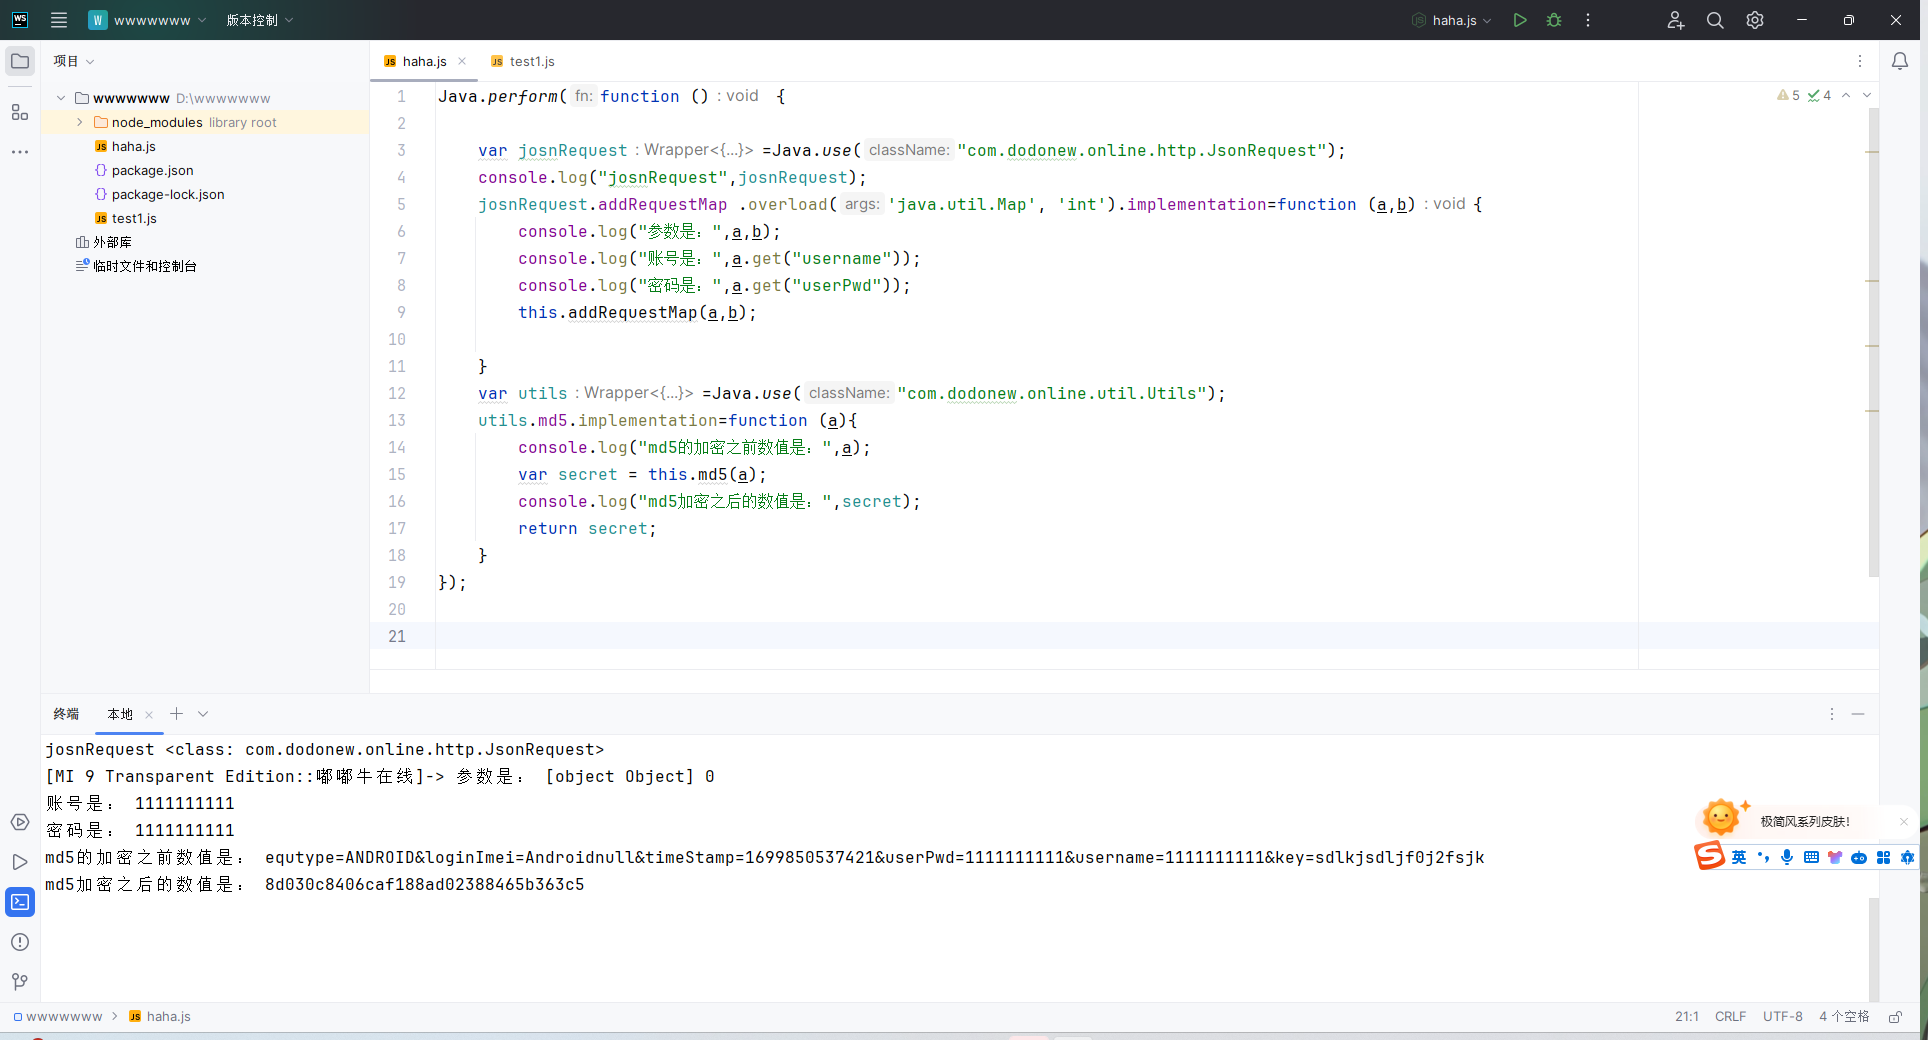 WS W wwwwwww 版本控制 haha.js
项目
haha.js test1.js
wwwwwww D:\wwwwwww
node_modules library root
haha.js
package.json
package-lock.json
test1.js
外部库
临时文件和控制台
5 4
1 Java.perform( fn: function () : void {
2
3 var josnRequest : Wrapper<{...}> =Java.use( className: "com.dodonew.online.http.JsonRequest");
4 console.log("josnRequest",josnRequest);
5 josnRequest.addRequestMap .overload( args: 'java.util.Map', 'int').implementation=function (a,b) : void {
6 console.log("参数是：",a,b);
7 console.log("账号是：",a.get("username"));
8 console.log("密码是：",a.get("userPwd"));
9 this.addRequestMap(a,b);
10
11 }
12 var utils : Wrapper<{...}> =Java.use( className: "com.dodonew.online.util.Utils");
13 utils.md5.implementation=function (a){
14 console.log("md5的加密之前数值是：",a);
15 var secret = this.md5(a);
16 console.log("md5加密之后的数值是：",secret);
17 return secret;
18 }
19 });
20
21
终端 本地
josnRequest <class: com.dodonew.online.http.JsonRequest>
[MI 9 Transparent Edition::嘟嘟牛在线]-> 参数是： [object Object] 0
账号是： 1111111111
密码是： 1111111111
md5的加密之前数值是： equtype=ANDROID&loginImei=Androidnull&timeStamp=1699850537421&userPwd=1111111111&username=1111111111&key=sdlkjsdljf0j2fsjk
md5加密之后的数值是： 8d030c8406caf188ad02388465b363c5
极简风系列皮肤！
英
wwwwwww > JS haha.js
21:1 CRLF UTF-8 4 个空格